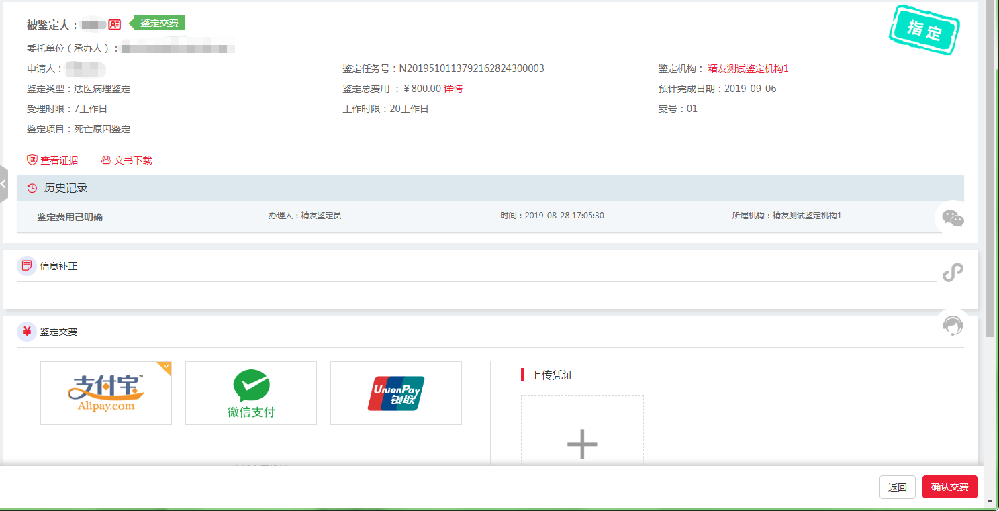 被鉴定人：
鉴定交费
指定
委托单位（承办人）：
申请人：
鉴定任务号：N2019510113792162824300003
鉴定机构：精友测试鉴定机构1
鉴定类型：法医病理鉴定
鉴定总费用 ：￥800.00 详情
预计完成日期：2019-09-06
受理时限：7工作日
工作时限：20工作日
案号：01
鉴定项目：死亡原因鉴定
证 查看证据
文书下载
历史记录
鉴定费用己明确
办理人：精友鉴定员
时间：2019-08-28 17:05:30
所属机构：精友测试鉴定机构1
信息补正
¥ 鉴定交费
支付宝™
Alipay.com
微信支付
UnionPay
银联
上传凭证
返回
确认交费